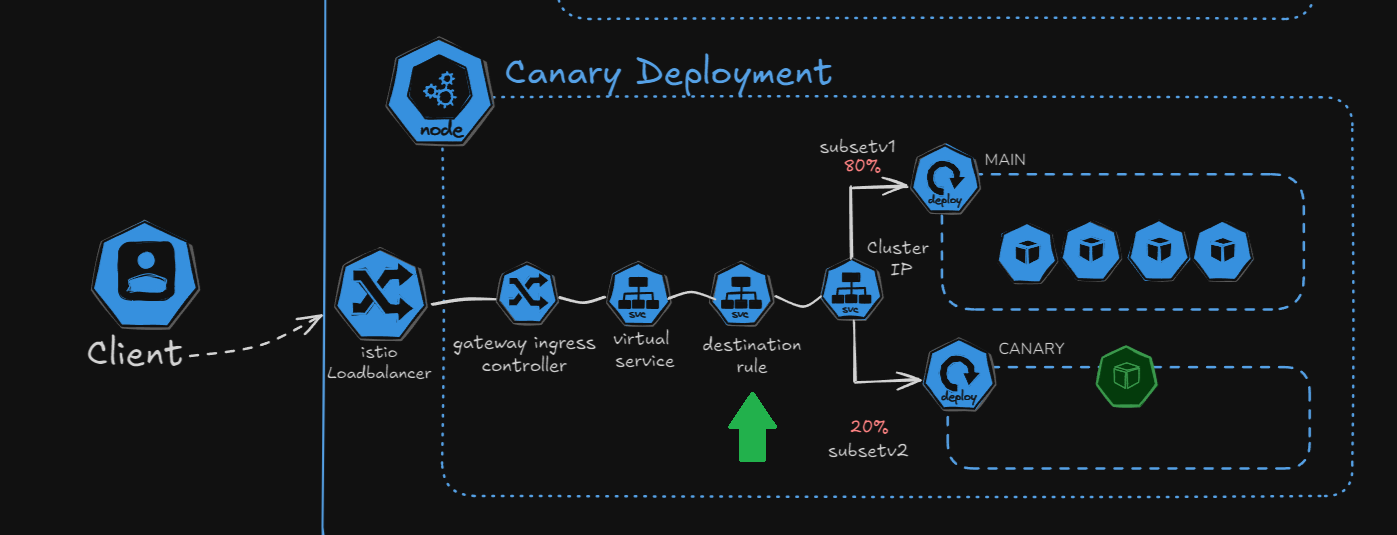 Canary Deployment
node
subsetv1
80%
deploy
MAIN
Cluster
IP
svc
svc
svc
Client
istio
Loadbalancer
gateway ingress
controller
virtual
service
destination
rule
deploy
CANARY
20%
subsetv2